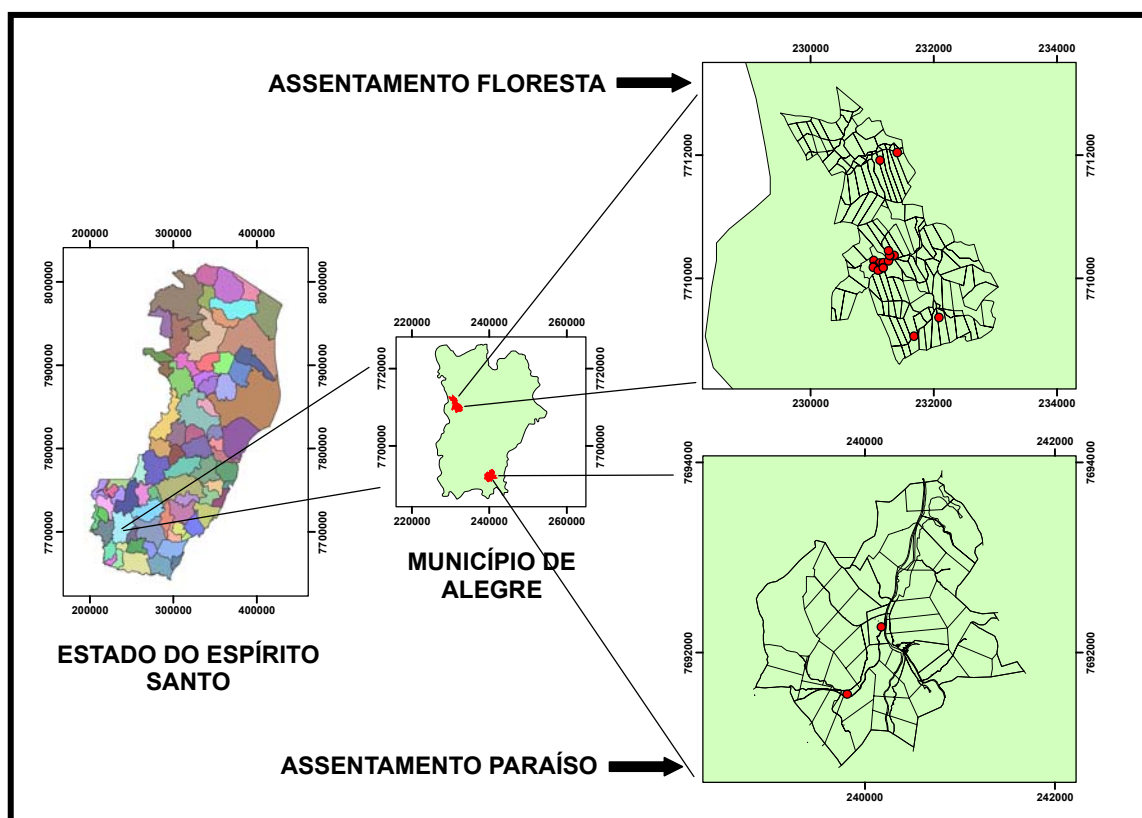 ASSENTAMENTO FLORESTA
230000 232000 234000
7712000 7712000
7710000 7710000
230000 232000 234000
200000 300000 400000
8000000 8000000
7900000 7900000
7800000 7800000
7700000 7700000
200000 300000 400000
ESTADO DO ESPÍRITO
SANTO
220000 240000 260000
7720000 7720000
7700000 7700000
220000 240000 260000
MUNICÍPIO DE
ALEGRE
240000 242000
7694000 7694000
7692000 7692000
240000 242000
ASSENTAMENTO PARAÍSO